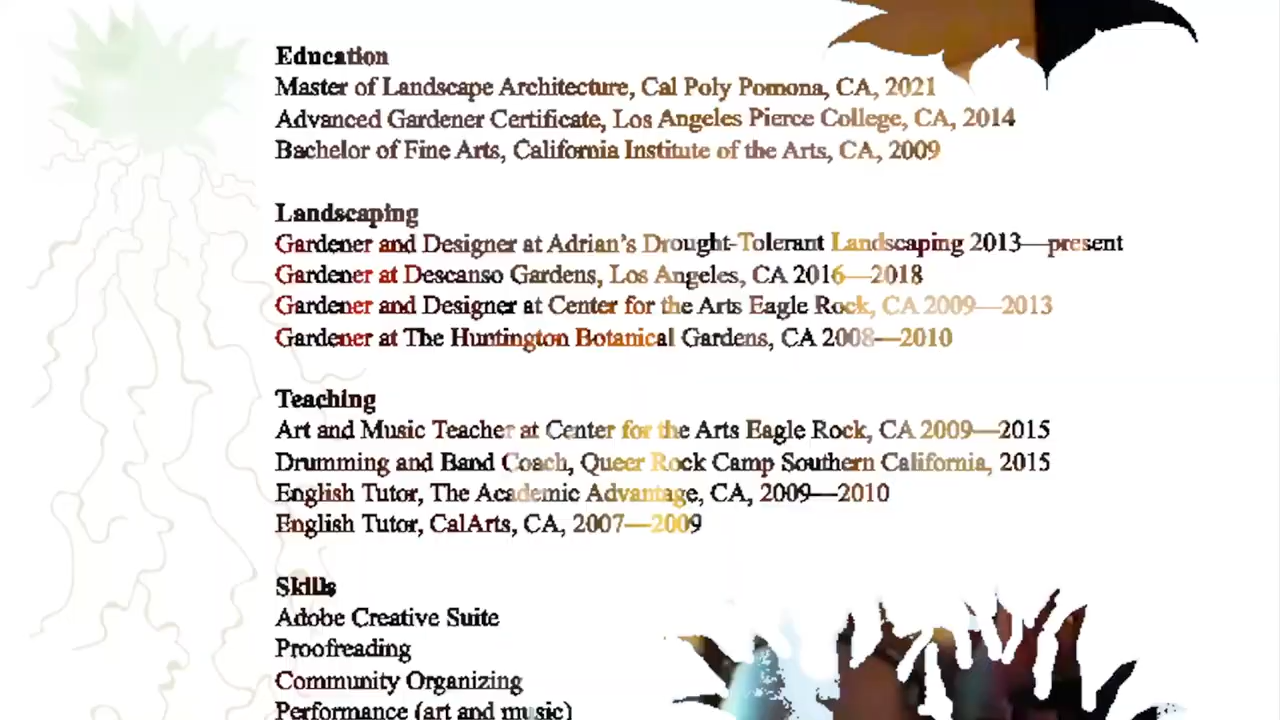 Education
Master of Landscape Architecture, Cal Poly Pomona, CA, 2021
Advanced Gardener Certificate, Los Angeles Pierce College, CA, 2014
Bachelor of Fine Arts, California Institute of the Arts, CA, 2009
Landscaping
Gardener and Designer at Adrian's Drought-Tolerant Landscaping 2013—present
Gardener at Descanso Gardens, Los Angeles, CA 2016—2018
Gardener and Designer at Center for the Arts Eagle Rock, CA 2009—2013
Gardener at The Huntington Botanical Gardens, CA 2008—2010
Teaching
Art and Music Teacher at Center for the Arts Eagle Rock, CA 2009—2015
Drumming and Band Coach, Queer Rock Camp Southern California, 2015
English Tutor, The Academic Advantage, CA, 2009—2010
English Tutor, CalArts, CA, 2007—2009
Skills
Adobe Creative Suite
Proofreading
Community Organizing
Performance (art and music)